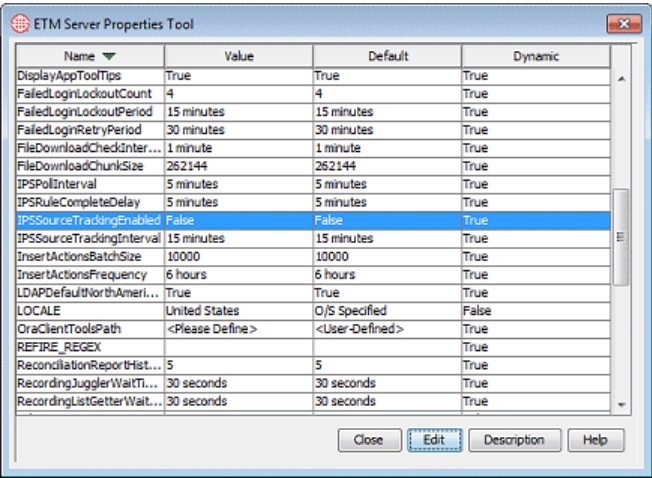 ETM Server Properties Tool
Name Value Default Dynamic
DisplayAppToolTips True True True
FailedLoginLockoutCount 4 4 True
FailedLoginLockoutPeriod 15 minutes 15 minutes True
FailedLoginRetryPeriod 30 minutes 30 minutes True
FileDownloadCheckInter... 1 minute 1 minute True
FileDownloadChunkSize 262144 262144 True
IPSPollInterval 5 minutes 5 minutes True
IPSRuleCompleteDelay 5 minutes 5 minutes True
IPSSourceTrackingEnabled False False True
IPSSourceTrackingInterval 15 minutes 15 minutes True
InsertActionsBatchSize 10000 10000 True
InsertActionsFrequency 6 hours 6 hours True
LDAPDefaultNorthAmeri... True True True
LOCALE United States O/S Specified False
OraClientToolsPath <Please Define> <User-Defined> True
REFIRE_REGEX True
ReconciliationReportHist... 5 5 True
RecordingJugglerWaitTi... 30 seconds 30 seconds True
RecordingListGetterWait... 30 seconds 30 seconds True
Close Edit Description Help